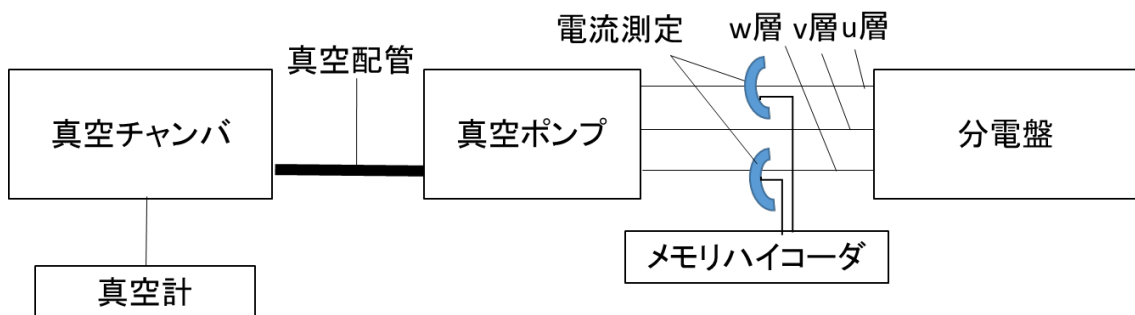 電流測定
w層
v層
u層
真空配管
真空チャンバ
真空ポンプ
分電盤
メモリハイコーダ
真空計